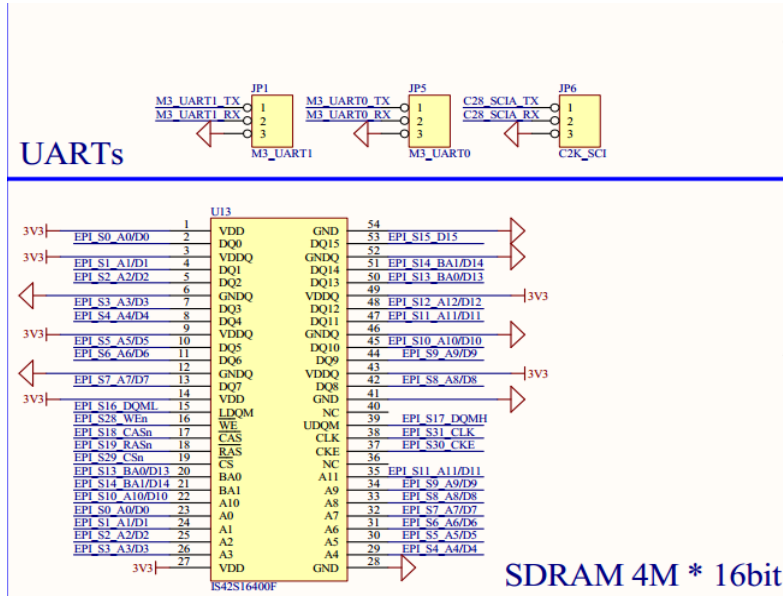 JP1 JP5 JP6
M3_UART1_TX 1 M3_UART0_TX 1 C28_SCIA_TX 1
M3_UART1_RX 2 M3_UART0_RX 2 C28_SCIA_RX 2
3 3 3
UARTs M3_UART1 M3_UART0 C2K_SCI
U13
3V3 1 VDD GND 54
EPI_S0_A0/D0 2 DQ0 DQ15 53 EPI_S15_D15
3V3 3 VDDQ GNDQ 52
EPI_S1_A1/D1 4 DQ1 DQ14 51 EPI_S14_BA1/D14
EPI_S2_A2/D2 5 DQ2 DQ13 50 EPI_S13_BA0/D13
6 GNDQ VDDQ 49 3V3
EPI_S3_A3/D3 7 DQ3 DQ12 48 EPI_S12_A12/D12
EPI_S4_A4/D4 8 DQ4 DQ11 47 EPI_S11_A11/D11
3V3 9 VDDQ GNDQ 46
EPI_S5_A5/D5 10 DQ5 DQ10 45 EPI_S10_A10/D10
EPI_S6_A6/D6 11 DQ6 DQ9 44 EPI_S9_A9/D9
12 GNDQ VDDQ 43 3V3
EPI_S7_A7/D7 13 DQ7 DQ8 42 EPI_S8_A8/D8
3V3 14 VDD GND 41
EPI_S16_DQML 15 LDQM NC 40
EPI_S28_WEn 16 WE UDQM 39 EPI_S17_DQMH
EPI_S18_CASn 17 CAS CLK 38 EPI_S31_CLK
EPI_S19_RASn 18 RAS CKE 37 EPI_S30_CKE
EPI_S29_CSn 19 CS NC 36
EPI_S13_BA0/D13 20 BA0 A11 35 EPI_S11_A11/D11
EPI_S14_BA1/D14 21 BA1 A9 34 EPI_S9_A9/D9
EPI_S10_A10/D10 22 A10 A8 33 EPI_S8_A8/D8
EPI_S0_A0/D0 23 A0 A7 32 EPI_S7_A7/D7
EPI_S1_A1/D1 24 A1 A6 31 EPI_S6_A6/D6
EPI_S2_A2/D2 25 A2 A5 30 EPI_S5_A5/D5
EPI_S3_A3/D3 26 A3 A4 29 EPI_S4_A4/D4
3V3 27 VDD GND 28
IS42S16400F
SDRAM 4M * 16bit